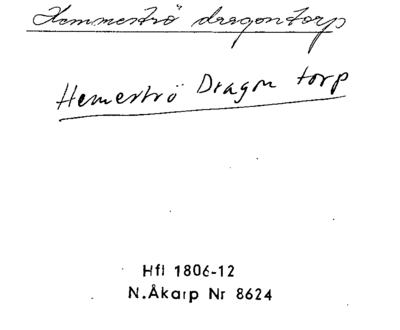 Hemmeströ dragontorp
Hemeströ Dragon torp
Hfl 1806-12
N.Åkarp Nr 8624